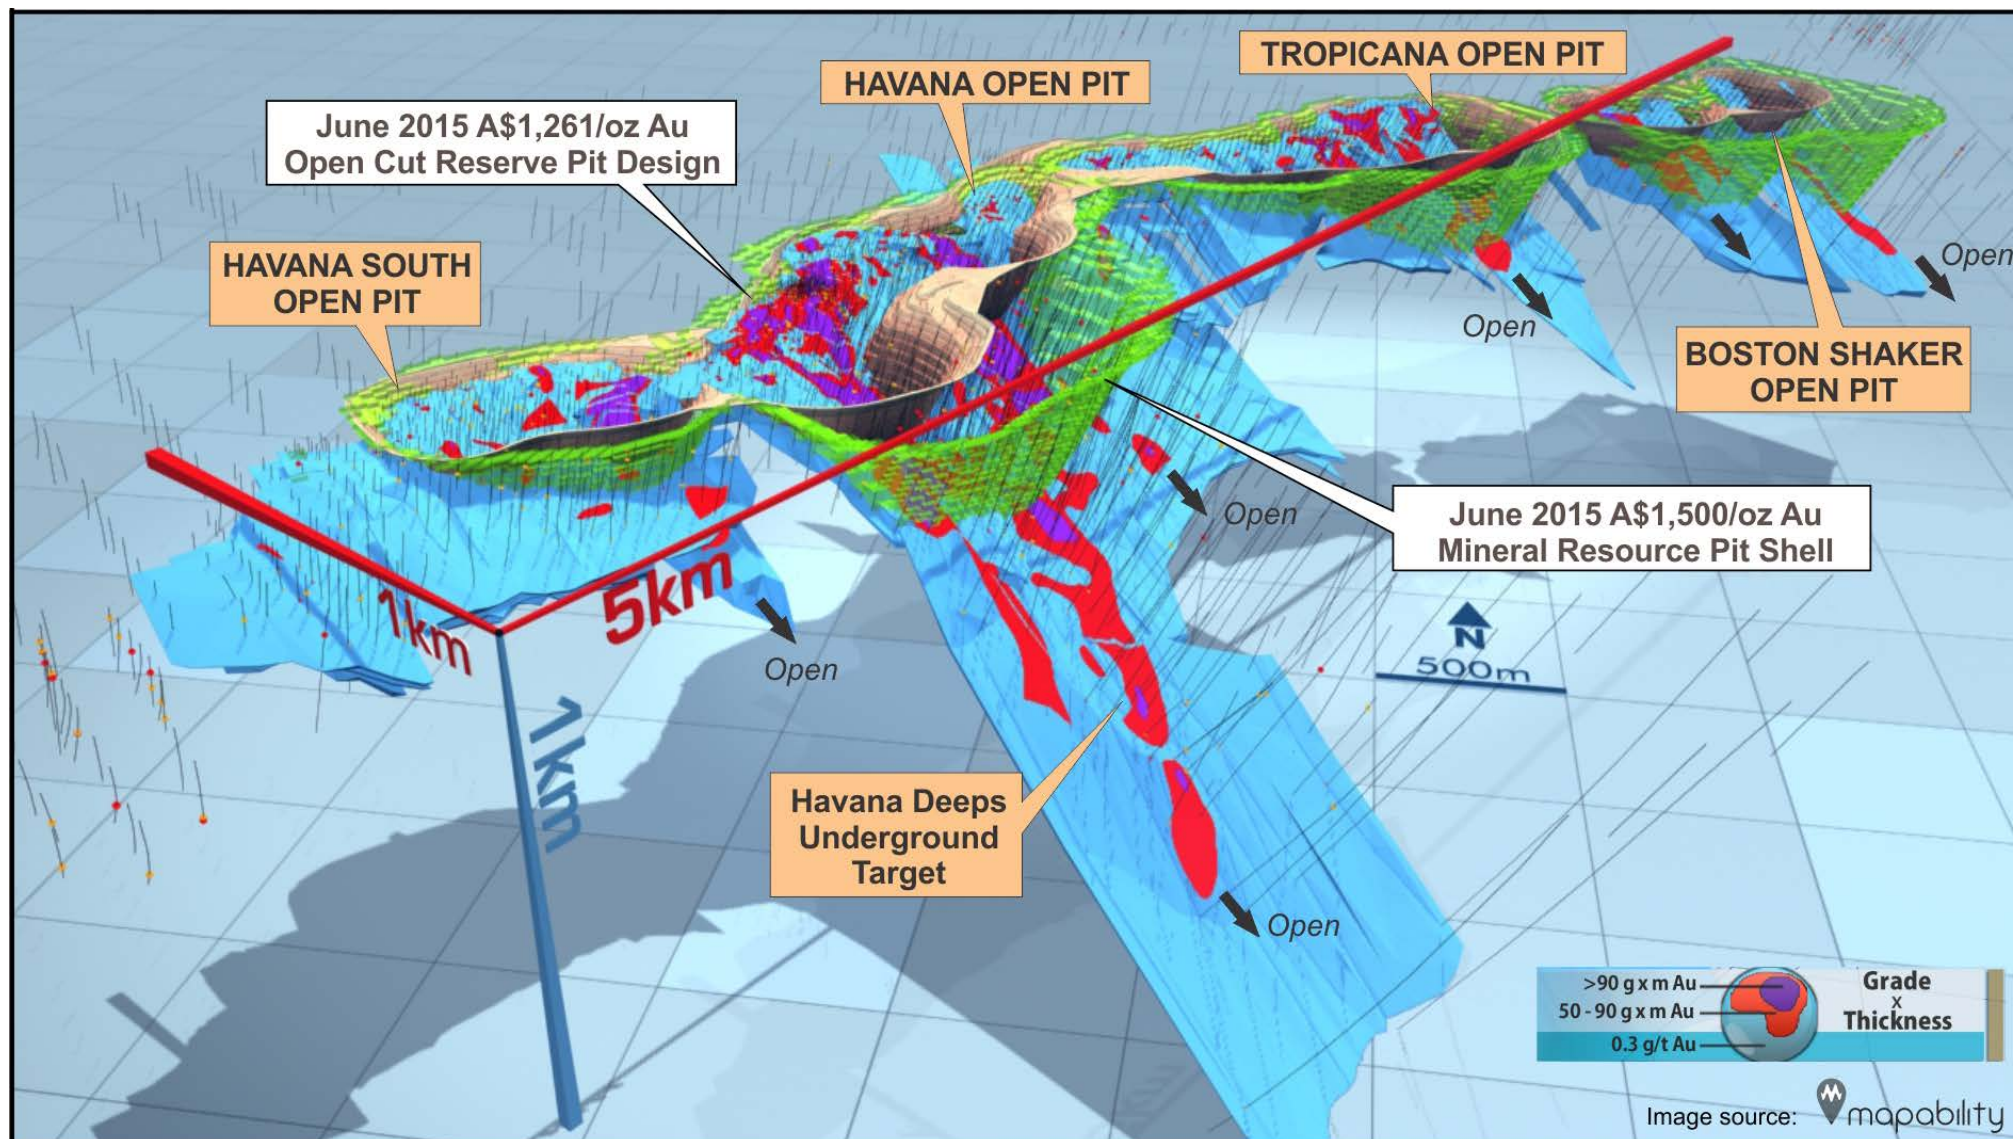 TROPICANA OPEN PIT
HAVANA OPEN PIT
June 2015 A$1,261/oz Au
Open Cut Reserve Pit Design
HAVANA SOUTH
OPEN PIT
Open
Open
BOSTON SHAKER
OPEN PIT
Open
June 2015 A$1,500/oz Au
Mineral Resource Pit Shell
5km
1km
N
500m
Open
1km
Havana Deeps
Underground
Target
Open
>90 g x m Au
50 - 90 g x m Au
0.3 g/t Au
Grade
x
Thickness
Image source: mapability